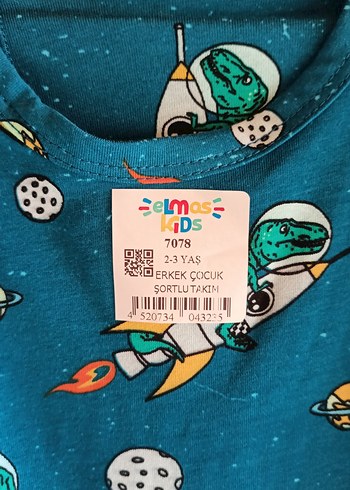 elmas
KiDS
7078
2-3 YAŞ
ERKEK ÇOCUK
ŞORTLU TAKIM
4 520734 043235